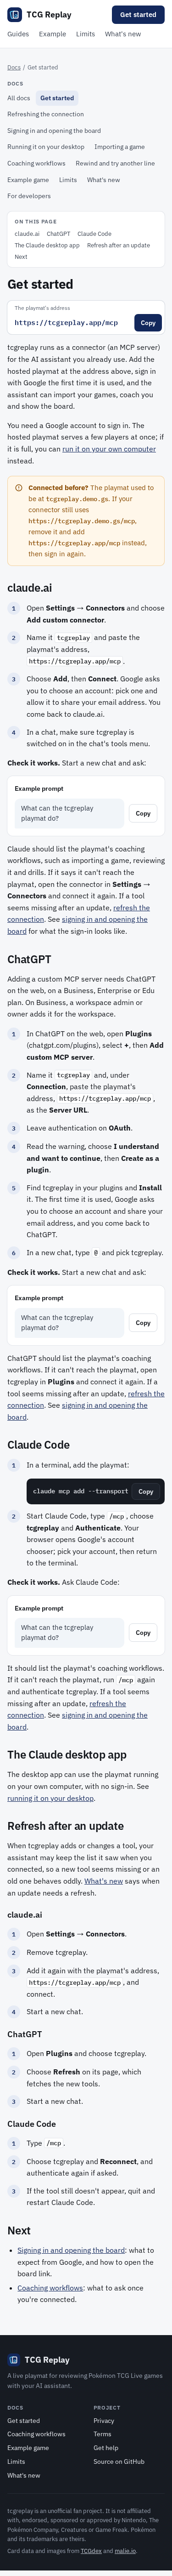 TCG Replay
Get started
Guides Example Limits What's new
Docs / Get started
DOCS
All docs Get started
Refreshing the connection
Signing in and opening the board
Running it on your desktop Importing a game
Coaching workflows Rewind and try another line
Example game Limits What's new
For developers
ON THIS PAGE
claude.ai ChatGPT Claude Code
The Claude desktop app Refresh after an update
Next
Get started
The playmat's address
https://tcgreplay.app/mcp Copy
tcgreplay runs as a connector (an MCP server)
for the AI assistant you already use. Add the
hosted playmat at the address above, sign in
with Google the first time it is used, and the
assistant can import your games, coach you
and show the board.
You need a Google account to sign in. The
hosted playmat sleeps a few minutes at once; if
it is full, you can run it on your own computer
instead.
Connected before? The playmat used to
be at tcgreplay.demo.gs. If your
connector still uses
https://tcgreplay.demo.gs/mcp,
remove it and add
https://tcgreplay.app/mcp instead,
then sign in again.
claude.ai
1 Open Settings → Connectors and choose
Add custom connector.
2 Name it tcgreplay and paste the
playmat's address,
https://tcgreplay.app/mcp .
3 Choose Add, then Connect. Google asks
you to choose an account: pick one and
allow it to share your email address. You
come back to claude.ai.
4 In a chat, make sure tcgreplay is
switched on in the chat's tools menu.
Check it works. Start a new chat and ask:
Example prompt
What can the tcgreplay
playmat do?
Copy
Claude should list the playmat's coaching
workflows, such as importing a game, reviewing
it and drills. If it says it can't reach the
playmat, open the connector in Settings →
Connectors and connect it again. If a tool
seems missing after an update, refresh the
connection. See signing in and opening the
board for what the sign-in looks like.
ChatGPT
Adding a custom MCP server needs ChatGPT
on the web, on a Business, Enterprise or Edu
plan. On Business, a workspace admin or
owner adds it for the workspace.
1 In ChatGPT on the web, open Plugins
(chatgpt.com/plugins), select +, then Add
custom MCP server.
2 Name it tcgreplay and, under
Connection, paste the playmat's
address, https://tcgreplay.app/mcp ,
as the Server URL.
3 Leave authentication on OAuth.
4 Read the warning, choose I understand
and want to continue, then Create as a
plugin.
5 Find tcgreplay in your plugins and Install
it. The first time it is used, Google asks
you to choose an account and share your
email address, and you come back to
ChatGPT.
6 In a new chat, type @ and pick tcgreplay.
Check it works. Start a new chat and ask:
Example prompt
What can the tcgreplay
playmat do?
Copy
ChatGPT should list the playmat's coaching
workflows. If it can't reach the playmat, open
tcgreplay in Plugins and connect it again. If a
tool seems missing after an update, refresh the
connection. See signing in and opening the
board.
Claude Code
1 In a terminal, add the playmat:
claude mcp add --transport Copy
2 Start Claude Code, type /mcp , choose
tcgreplay and Authenticate. Your
browser opens Google's account
chooser; pick your account, then return
to the terminal.
Check it works. Ask Claude Code:
Example prompt
What can the tcgreplay
playmat do?
Copy
It should list the playmat's coaching workflows.
If it can't reach the playmat, run /mcp again
and authenticate tcgreplay. If a tool seems
missing after an update, refresh the
connection. See signing in and opening the
board.
The Claude desktop app
The desktop app can use the playmat running
on your own computer, with no sign-in. See
running it on your desktop.
Refresh after an update
When tcgreplay adds or changes a tool, your
assistant may keep the list it saw when you
connected, so a new tool seems missing or an
old one behaves oddly. What's new says when
an update needs a refresh.
claude.ai
1 Open Settings → Connectors.
2 Remove tcgreplay.
3 Add it again with the playmat's address,
https://tcgreplay.app/mcp , and
connect.
4 Start a new chat.
ChatGPT
1 Open Plugins and choose tcgreplay.
2 Choose Refresh on its page, which
fetches the new tools.
3 Start a new chat.
Claude Code
1 Type /mcp .
2 Choose tcgreplay and Reconnect, and
authenticate again if asked.
3 If the tool still doesn't appear, quit and
restart Claude Code.
Next
• Signing in and opening the board: what to
expect from Google, and how to open the
board link.
• Coaching workflows: what to ask once
you're connected.
TCG Replay
A live playmat for reviewing Pokémon TCG Live games
with your AI assistant.
DOCS PROJECT
Get started Privacy
Coaching workflows Terms
Example game Get help
Limits Source on GitHub
What's new
tcgreplay is an unofficial fan project. It is not affiliated
with, endorsed, sponsored or approved by Nintendo, The
Pokémon Company, Creatures or Game Freak. Pokémon
and its trademarks are theirs.
Card data and images from TCGdex and malie.io.